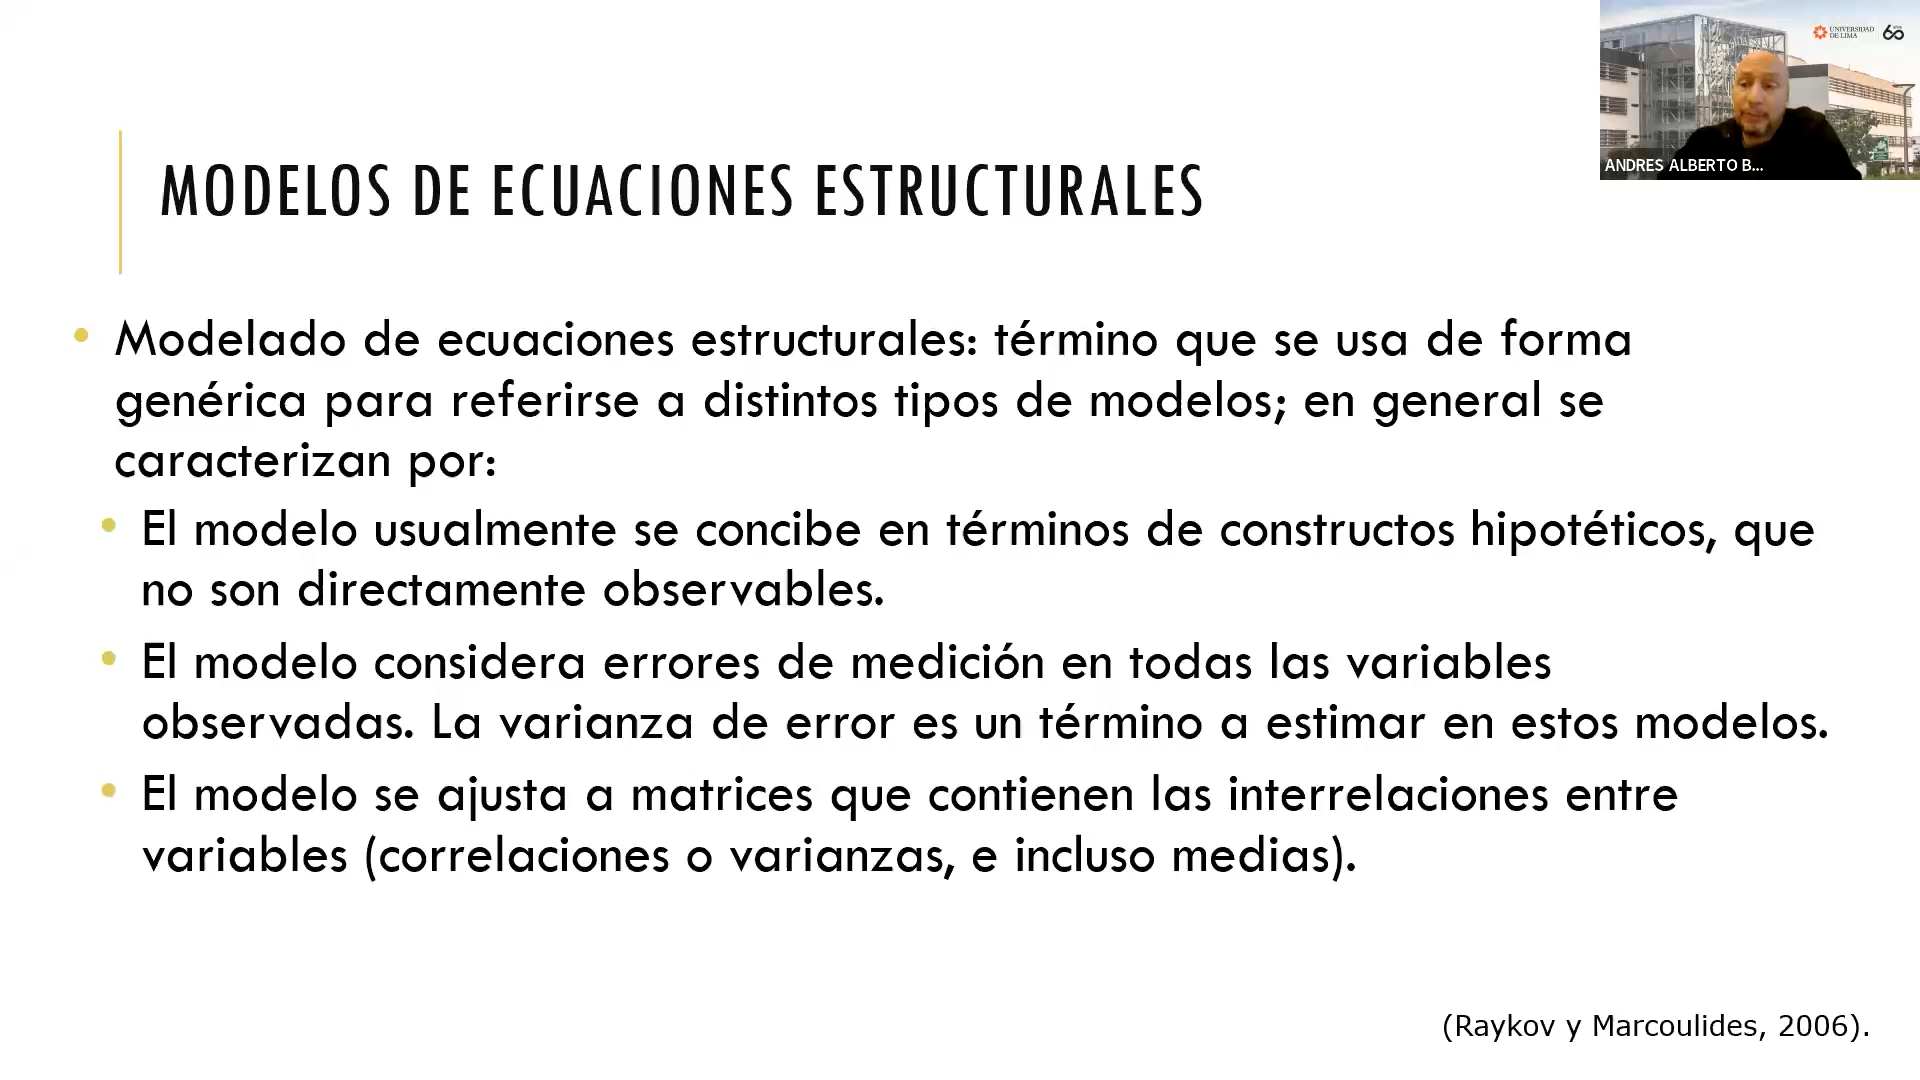 UNIVERSIDAD
DE LIMA
60
ANDRES ALBERTO B...
MODELOS DE ECUACIONES ESTRUCTURALES
• Modelado de ecuaciones estructurales: término que se usa de forma
genérica para referirse a distintos tipos de modelos; en general se
caracterizan por:
• El modelo usualmente se concibe en términos de constructos hipotéticos, que
no son directamente observables.
• El modelo considera errores de medición en todas las variables
observadas. La varianza de error es un término a estimar en estos modelos.
• El modelo se ajusta a matrices que contienen las interrelaciones entre
variables (correlaciones o varianzas, e incluso medias).
(Raykov y Marcoulides, 2006).